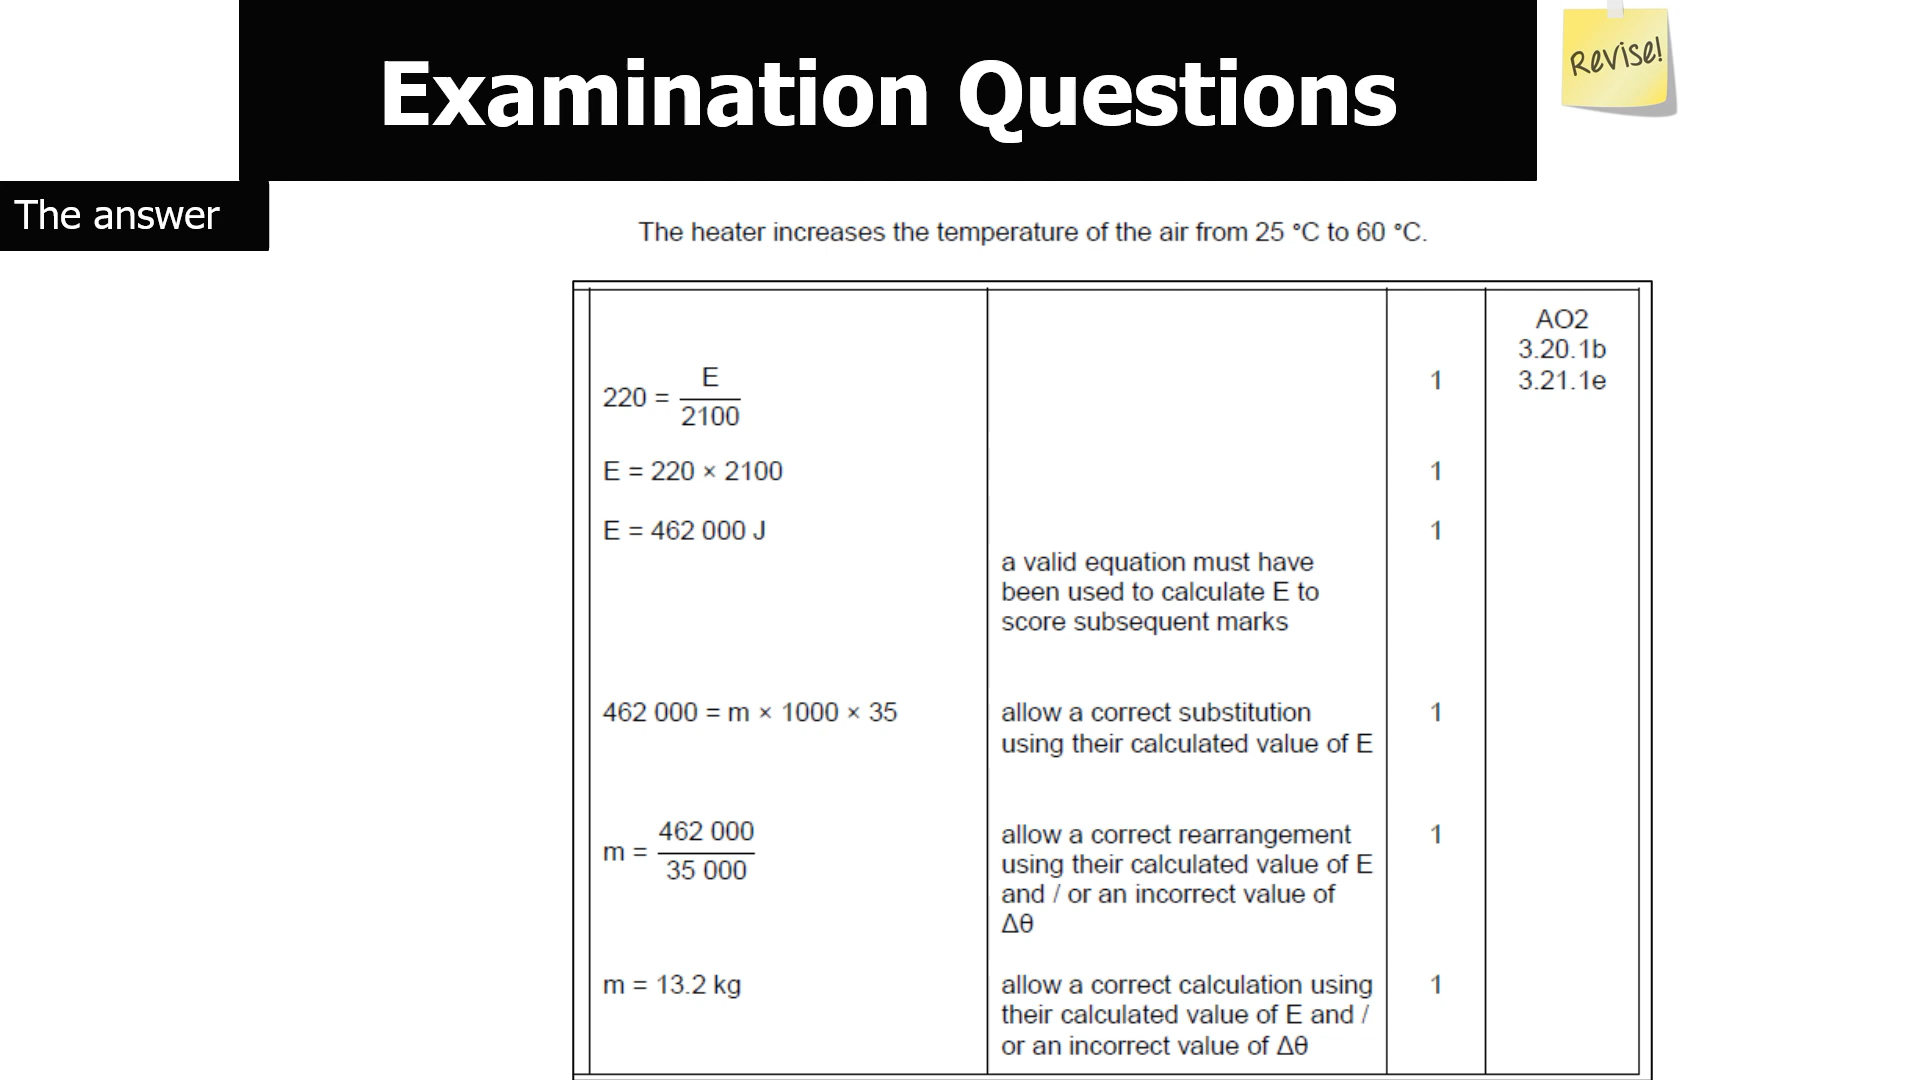 Examination Questions
Revise!
The answer
The heater increases the temperature of the air from 25 °C to 60 °C.
AO2
3.20.1b
3.21.1e
220 = E / 2100
1
E = 220 × 2100
1
E = 462 000 J
1
a valid equation must have
been used to calculate E to
score subsequent marks
462 000 = m × 1000 × 35
allow a correct substitution
using their calculated value of E
1
m = 462 000 / 35 000
allow a correct rearrangement
using their calculated value of E
and / or an incorrect value of
Δθ
1
m = 13.2 kg
allow a correct calculation using
their calculated value of E and /
or an incorrect value of Δθ
1